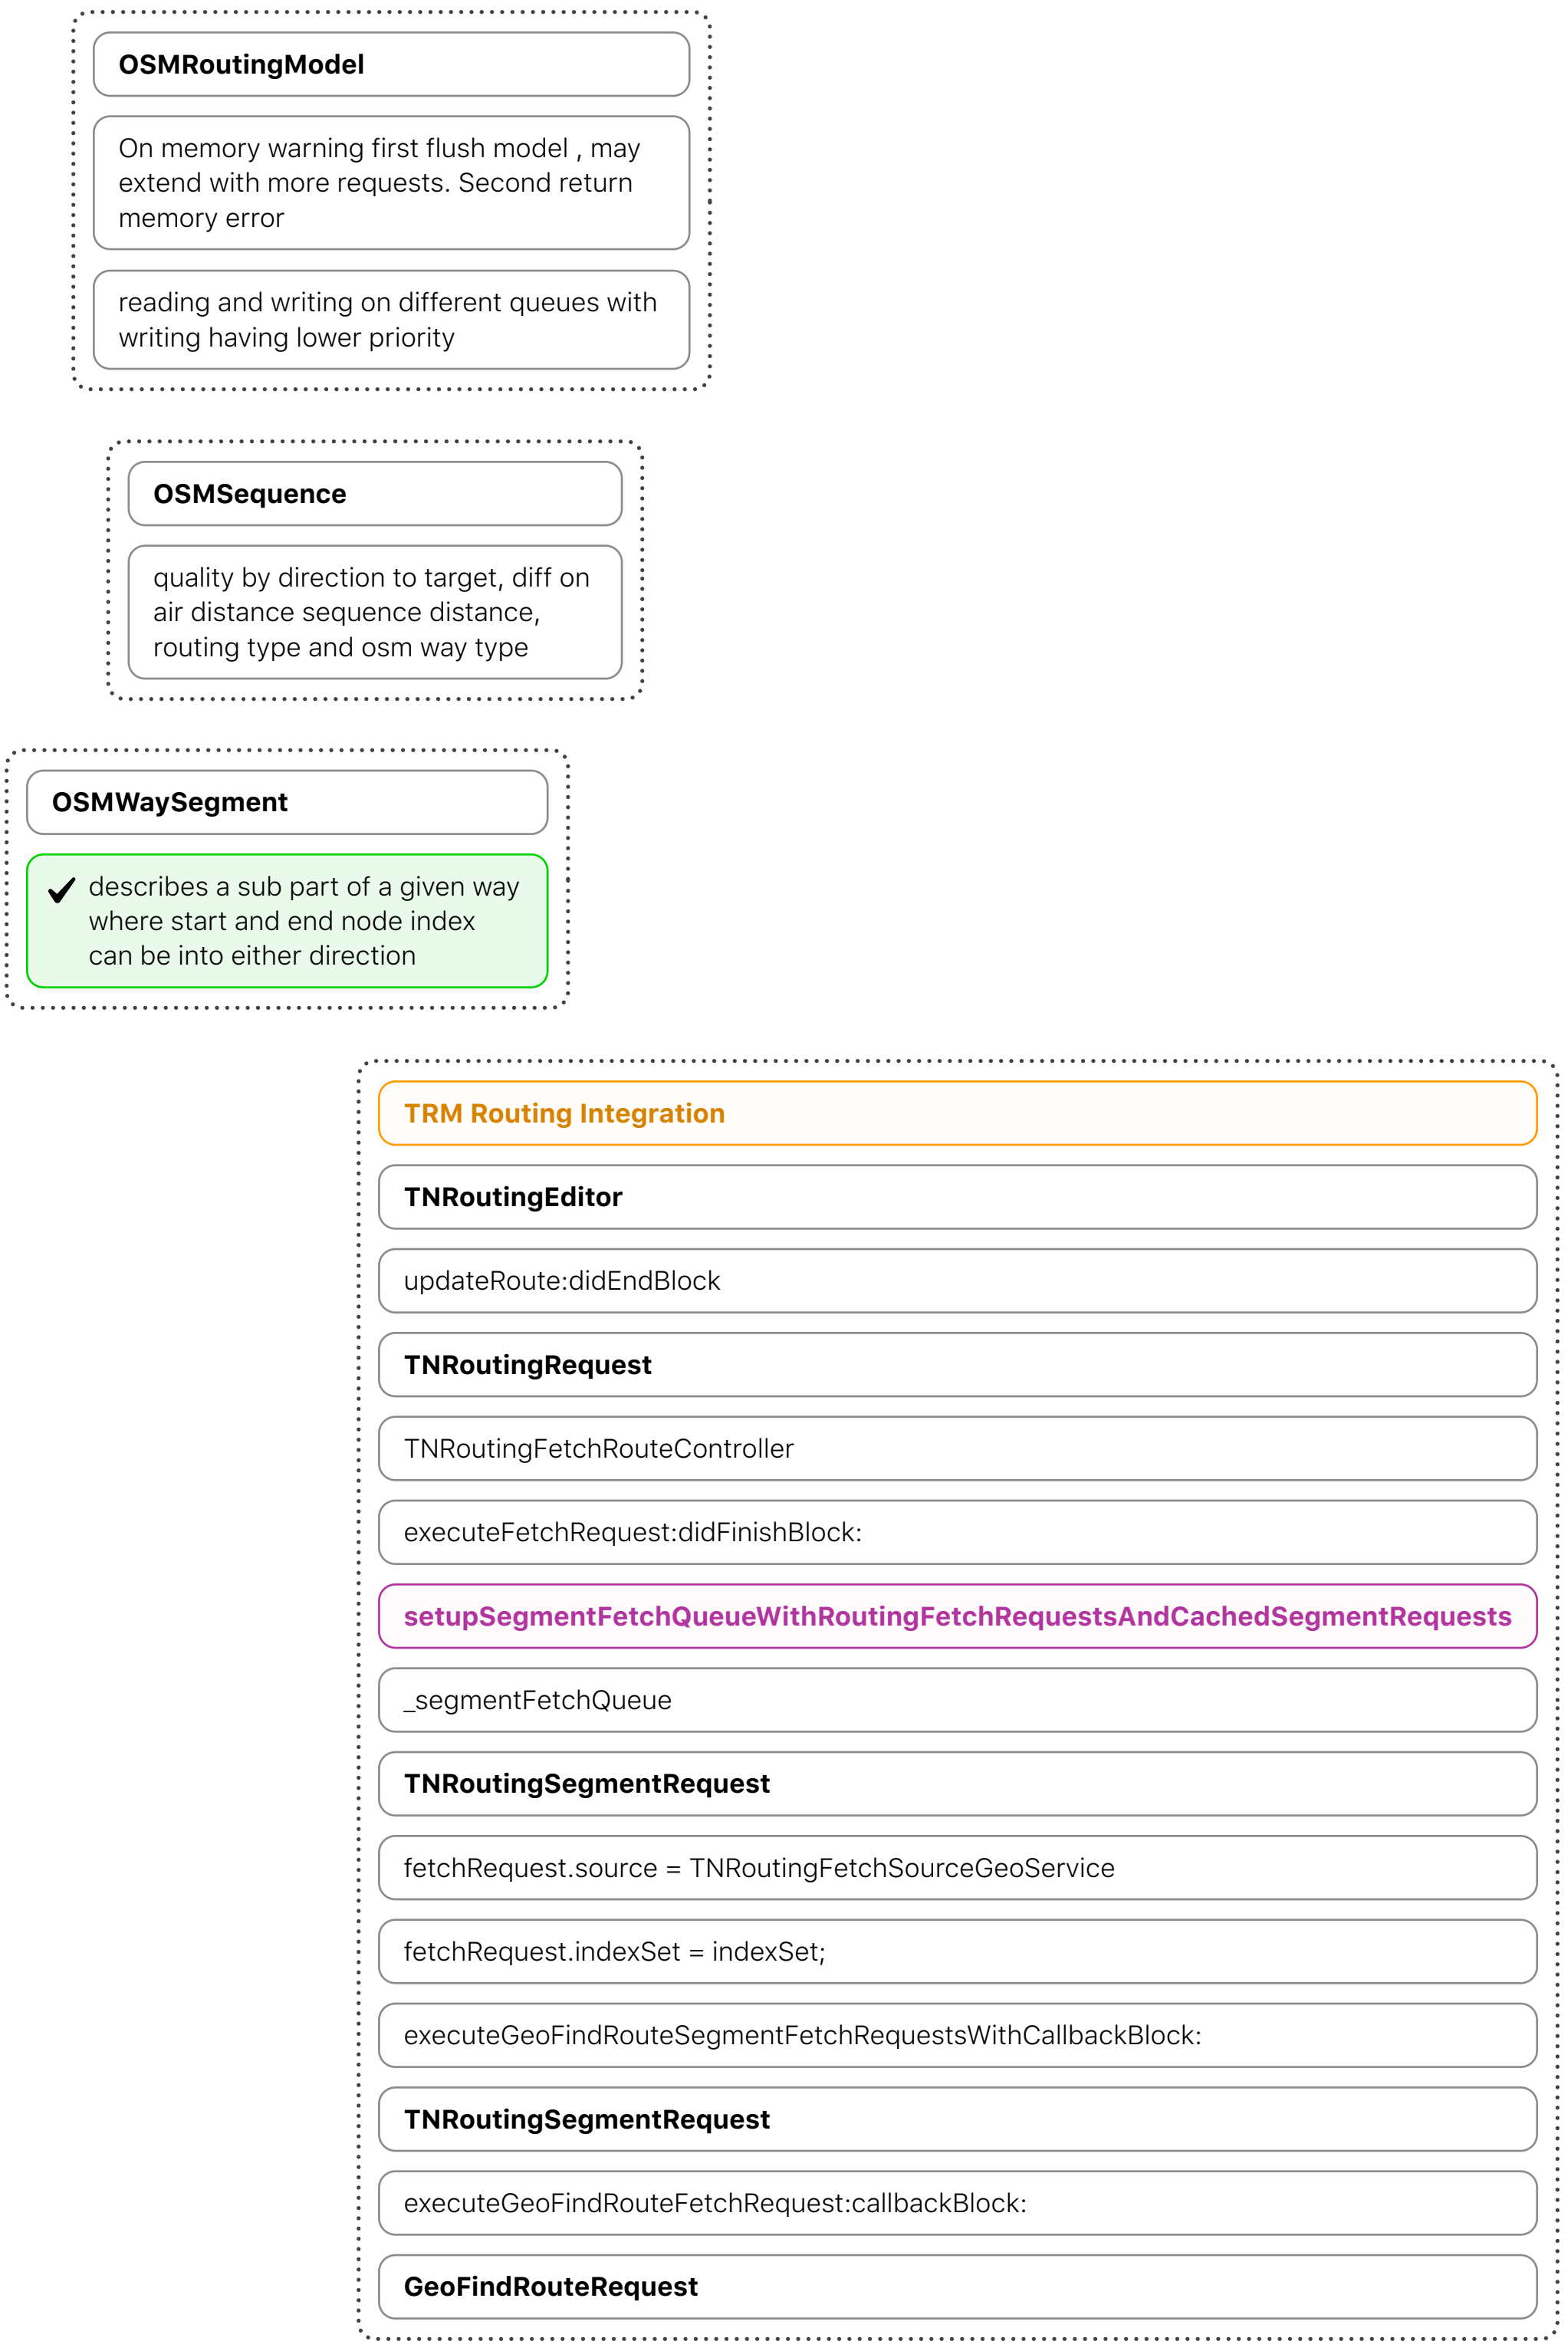 OSMRoutingModel
On memory warning first flush model , may
extend with more requests. Second return
memory error
reading and writing on different queues with
writing having lower priority
OSMSequence
quality by direction to target, diff on
air distance sequence distance,
routing type and osm way type
OSMWaySegment
✔ describes a sub part of a given way
where start and end node index
can be into either direction
TRM Routing Integration
TNRoutingEditor
updateRoute:didEndBlock
TNRoutingRequest
TNRoutingFetchRouteController
executeFetchRequest:didFinishBlock:
setupSegmentFetchQueueWithRoutingFetchRequestsAndCachedSegmentRequests
_segmentFetchQueue
TNRoutingSegmentRequest
fetchRequest.source = TNRoutingFetchSourceGeoService
fetchRequest.indexSet = indexSet;
executeGeoFindRouteSegmentFetchRequestsWithCallbackBlock:
TNRoutingSegmentRequest
executeGeoFindRouteFetchRequest:callbackBlock:
GeoFindRouteRequest